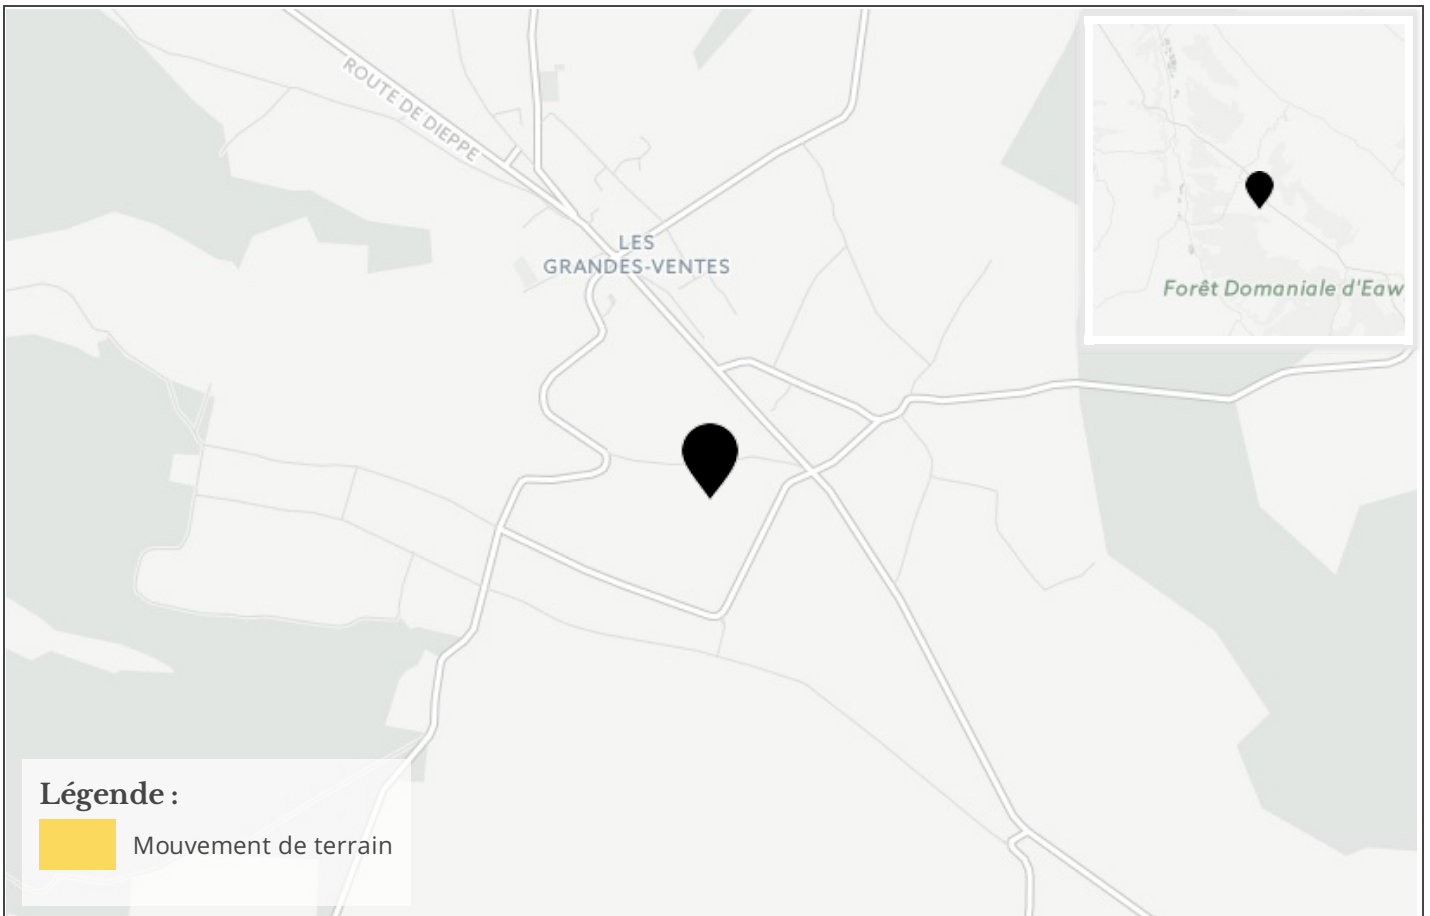 ROUTE DE DIEPPE
LES
GRANDES-VENTES
Forêt Domaniale d'Eaw
Légende :
Mouvement de terrain